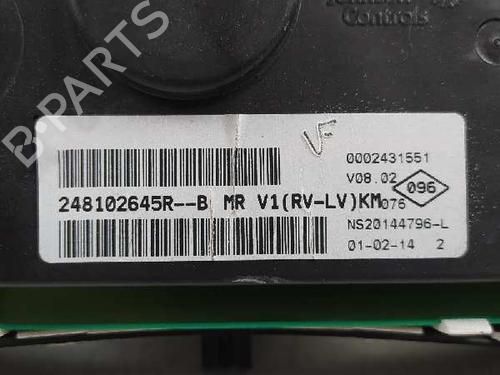 Johnson
Controls
VF
0002431551
V08.02
096
248102645R--B MR V1(RV-LV)KM
076
NS20144796-L
01-02-14 2
B-PARTS